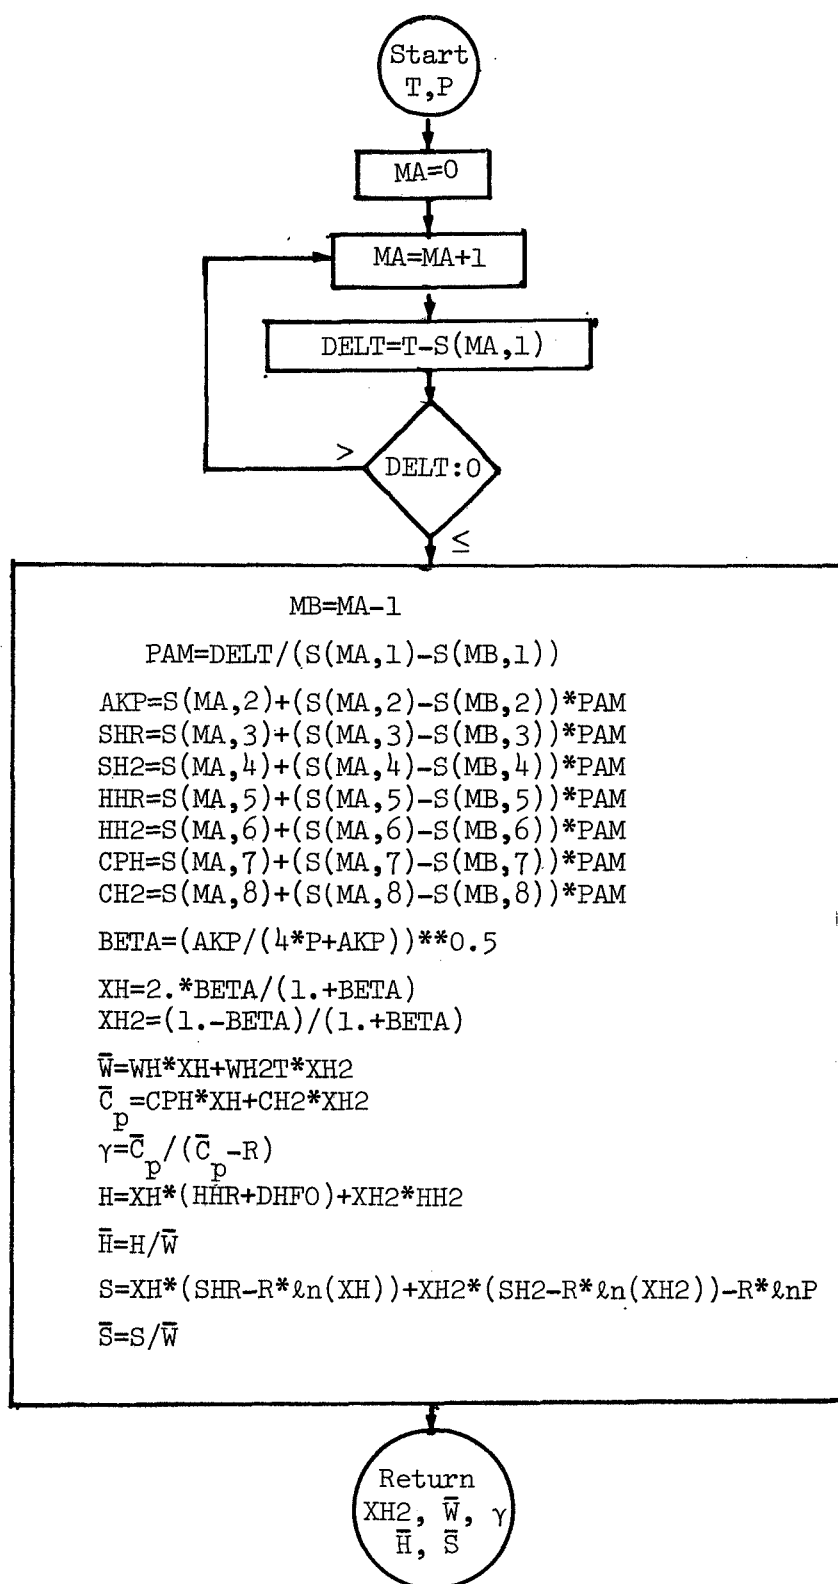 Start
T,P
MA=0
MA=MA+1
DELT=T-S(MA,1)
>
DELT:0
≤
MB=MA-1
PAM=DELT/(S(MA,1)-S(MB,1))
AKP=S(MA,2)+(S(MA,2)-S(MB,2))*PAM
SHR=S(MA,3)+(S(MA,3)-S(MB,3))*PAM
SH2=S(MA,4)+(S(MA,4)-S(MB,4))*PAM
HHR=S(MA,5)+(S(MA,5)-S(MB,5))*PAM
HH2=S(MA,6)+(S(MA,6)-S(MB,6))*PAM
CPH=S(MA,7)+(S(MA,7)-S(MB,7))*PAM
CH2=S(MA,8)+(S(MA,8)-S(MB,8))*PAM
BETA=(AKP/(4*P+AKP))**0.5
XH=2.*BETA/(1.+BETA)
XH2=(1.-BETA)/(1.+BETA)
W̄=WH*XH+WH2T*XH2
C̄p=CPH*XH+CH2*XH2
γ=C̄p/(C̄p-R)
H=XH*(HHR+DHFO)+XH2*HH2
H̄=H/W̄
S=XH*(SHR-R*ℓn(XH))+XH2*(SH2-R*ℓn(XH2))-R*ℓnP
S̄=S/W̄
Return
XH2, W̄, γ
H̄, S̄